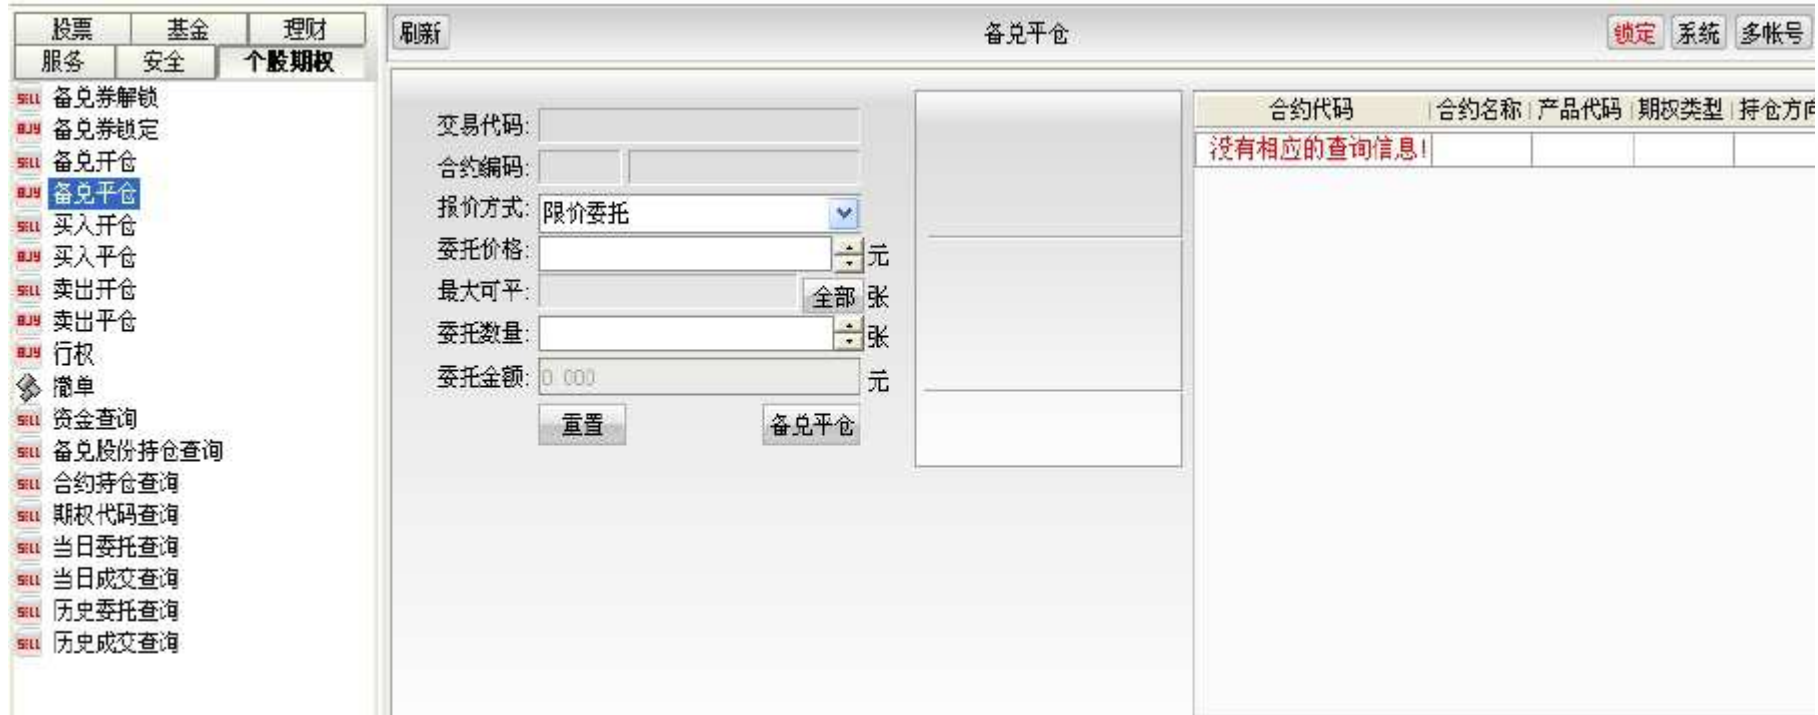 股票 基金 理财
服务 安全 个股期权
SELL 备兑券解锁
BUY 备兑券锁定
SELL 备兑开仓
BUY 备兑平仓
SELL 买入开仓
BUY 买入平仓
SELL 卖出开仓
BUY 卖出平仓
BUY 行权
撤单
SELL 资金查询
SELL 备兑股份持仓查询
SELL 合约持仓查询
SELL 期权代码查询
SELL 当日委托查询
SELL 当日成交查询
SELL 历史委托查询
SELL 历史成交查询
刷新 备兑平仓 锁定 系统 多帐号
交易代码:
合约编码:
报价方式: 限价委托
委托价格: 元
最大可平: 全部 张
委托数量: 张
委托金额: 0.000 元
重置 备兑平仓
合约代码 合约名称 产品代码 期权类型 持仓方向
没有相应的查询信息!